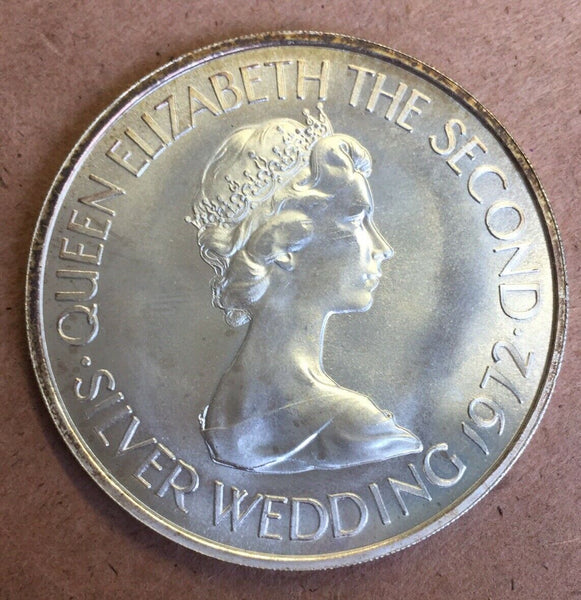 ·QUEEN ELIZABETH THE SECOND·
SILVER WEDDING 1972